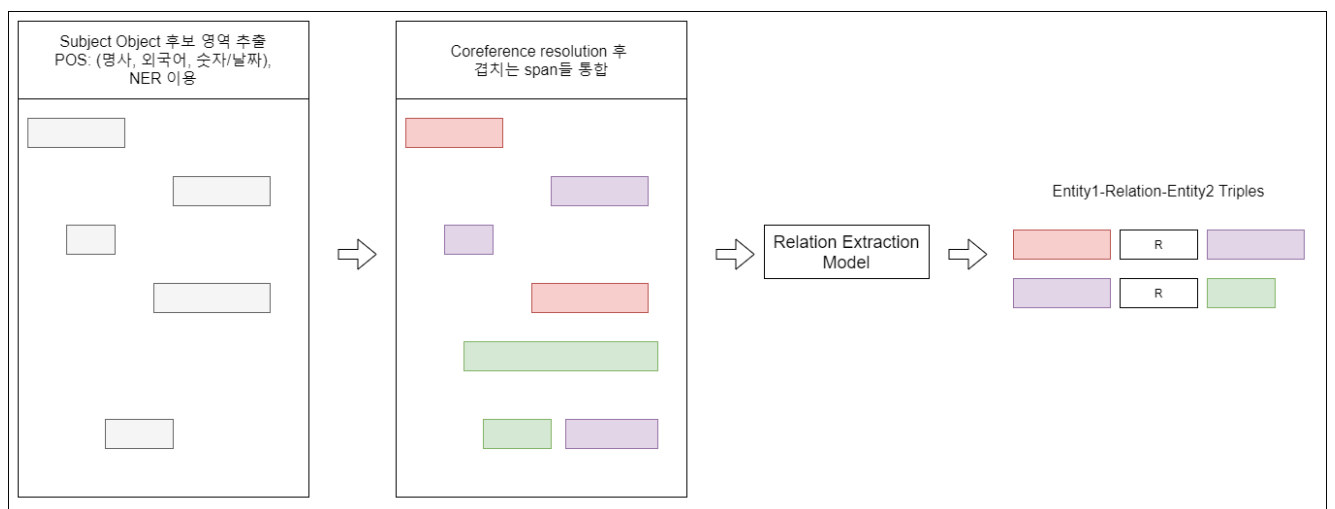 Subject Object 후보 영역 추출
POS: (명사, 외국어, 숫자/날짜),
NER 이용
Coreference resolution 후
겹치는 span들 통합
Relation Extraction
Model
Entity1-Relation-Entity2 Triples
R
R